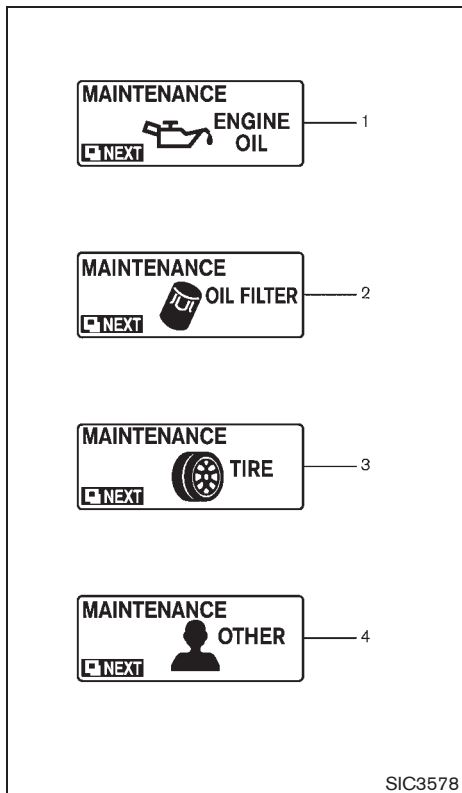 MAINTENANCE
ENGINE
OIL
NEXT
1
MAINTENANCE
OIL FILTER
NEXT
2
MAINTENANCE
TIRE
NEXT
3
MAINTENANCE
OTHER
NEXT
4
SIC3578